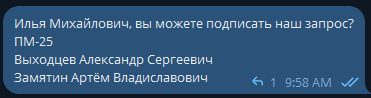 Илья Михайлович, вы можете подписать наш запрос?
ПМ-25
Выходцев Александр Сергеевич
Замятин Артём Владиславович
1 9:58 AM